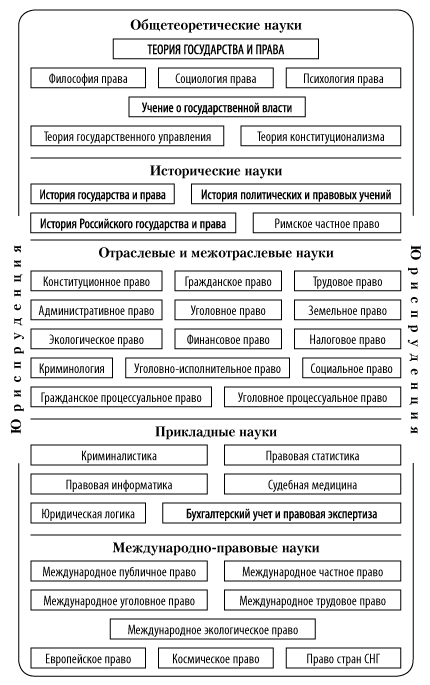 Общетеоретические науки
ТЕОРИЯ ГОСУДАРСТВА И ПРАВА
Философия права Социология права Психология права
Учение о государственной власти
Теория государственного управления Теория конституционализма
Исторические науки
История государства и права История политических и правовых учений
История Российского государства и права Римское частное право
Отраслевые и межотраслевые науки
Конституционное право Гражданское право Трудовое право
Административное право Уголовное право Земельное право
Экологическое право Финансовое право Налоговое право
Криминология Уголовно-исполнительное право Социальное право
Гражданское процессуальное право Уголовное процессуальное право
Прикладные науки
Криминалистика Правовая статистика
Правовая информатика Судебная медицина
Юридическая логика Бухгалтерский учет и правовая экспертиза
Международно-правовые науки
Международное публичное право Международное частное право
Международное уголовное право Международное трудовое право
Международное экологическое право
Европейское право Космическое право Право стран СНГ
Юриспруденция
Юриспруденция